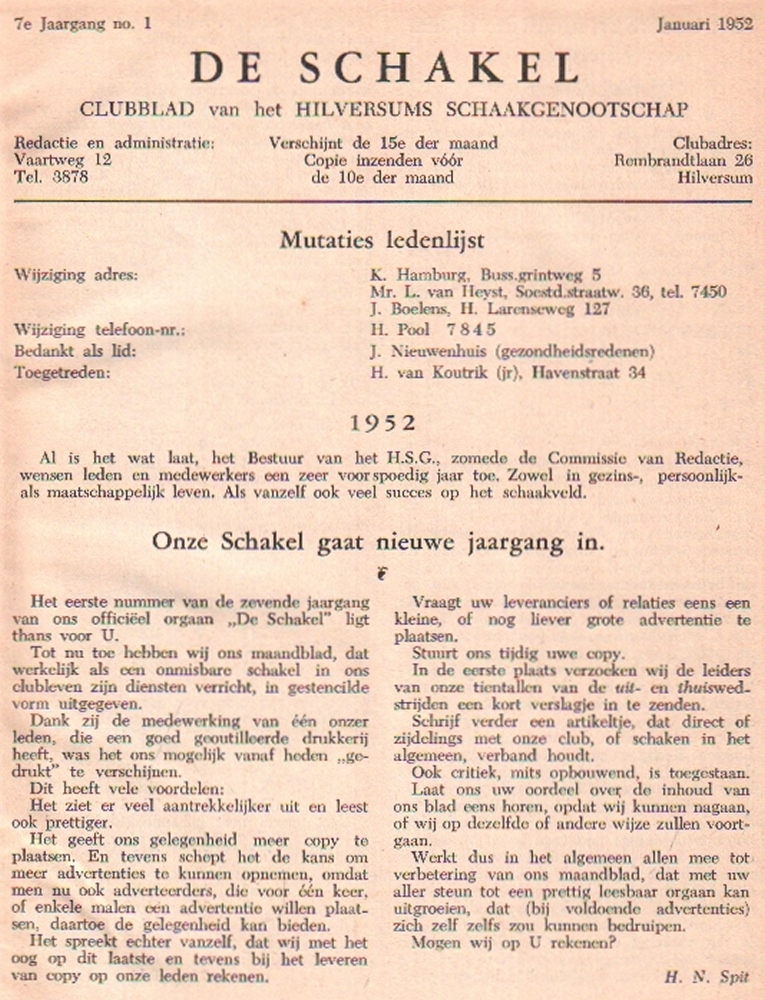 7e Jaargang no. 1 Januari 1952
DE SCHAKEL
CLUBBLAD van het HILVERSUMS SCHAAKGENOOTSCHAP
Redactie en administratie:
Vaartweg 12
Tel. 3878
Verschijnt de 15e der maand
Copie inzenden vóór
de 10e der maand
Clubadres:
Rembrandtlaan 26
Hilversum
Mutaties ledenlijst
Wijziging adres: K. Hamburg, Buss.grintweg 5
Mr. L. van Heyst, Soestd.straatw. 36, tel. 7450
J. Boelens, H. Larenseweg 127
Wijziging telefoon-nr.: H. Pool 7845
Bedankt als lid: J. Nieuwenhuis (gezondheidsredenen)
Toegetreden: H. van Koutrik (jr), Havenstraat 34
1952
Al is het wat laat, het Bestuur van het H.S.G., zomede de Commissie van Redactie,
wensen leden en medewerkers een zeer voorspoedig jaar toe. Zowel in gezins-, persoonlijk-
als maatschappelijk leven. Als vanzelf ook veel succes op het schaakveld.
Onze Schakel gaat nieuwe jaargang in.
Het eerste nummer van de zevende jaargang
van ons officiëel orgaan „De Schakel” ligt
thans voor U.
Tot nu toe hebben wij ons maandblad, dat
werkelijk als een onmisbare schakel in ons
clubleven zijn diensten verricht, in gestencilde
vorm uitgegeven.
Dank zij de medewerking van één onzer
leden, die een goed geoutilleerde drukkerij
heeft, was het ons mogelijk vanaf heden „ge-
drukt” te verschijnen.
Dit heeft vele voordelen:
Het ziet er veel aantrekkelijker uit en leest
ook prettiger.
Het geeft ons gelegenheid meer copy te
plaatsen. En tevens schept het de kans om
meer advertenties te kunnen opnemen, omdat
men nu ook adverteerders, die voor één keer,
of enkele malen een advertentie willen plaat-
sen, daartoe de gelegenheid kan bieden.
Het spreekt echter vanzelf, dat wij met het
oog op dit laatste en tevens bij het leveren
van copy op onze leden rekenen.
Vraagt uw leveranciers of relaties eens een
kleine, of nog liever grote advertentie te
plaatsen.
Stuurt ons tijdig uwe copy.
In de eerste plaats verzoeken wij de leiders
van onze tientallen van de uit- en thuiswed-
strijden een kort verslagje in te zenden.
Schrijf verder een artikeltje, dat direct of
zijdelings met onze club, of schaken in het
algemeen, verband houdt.
Ook critiek, mits opbouwend, is toegestaan.
Laat ons uw oordeel over de inhoud van
ons blad eens horen, opdat wij kunnen nagaan,
of wij op dezelfde of andere wijze zullen voort-
gaan.
Werkt dus in het algemeen allen mee tot
verbetering van ons maandblad, dat met uw
aller steun tot een prettig leesbaar orgaan kan
uitgroeien, dat (bij voldoende advertenties)
zich zelf zelfs zou kunnen bedruipen.
Mogen wij op U rekenen?
H. N. Spit